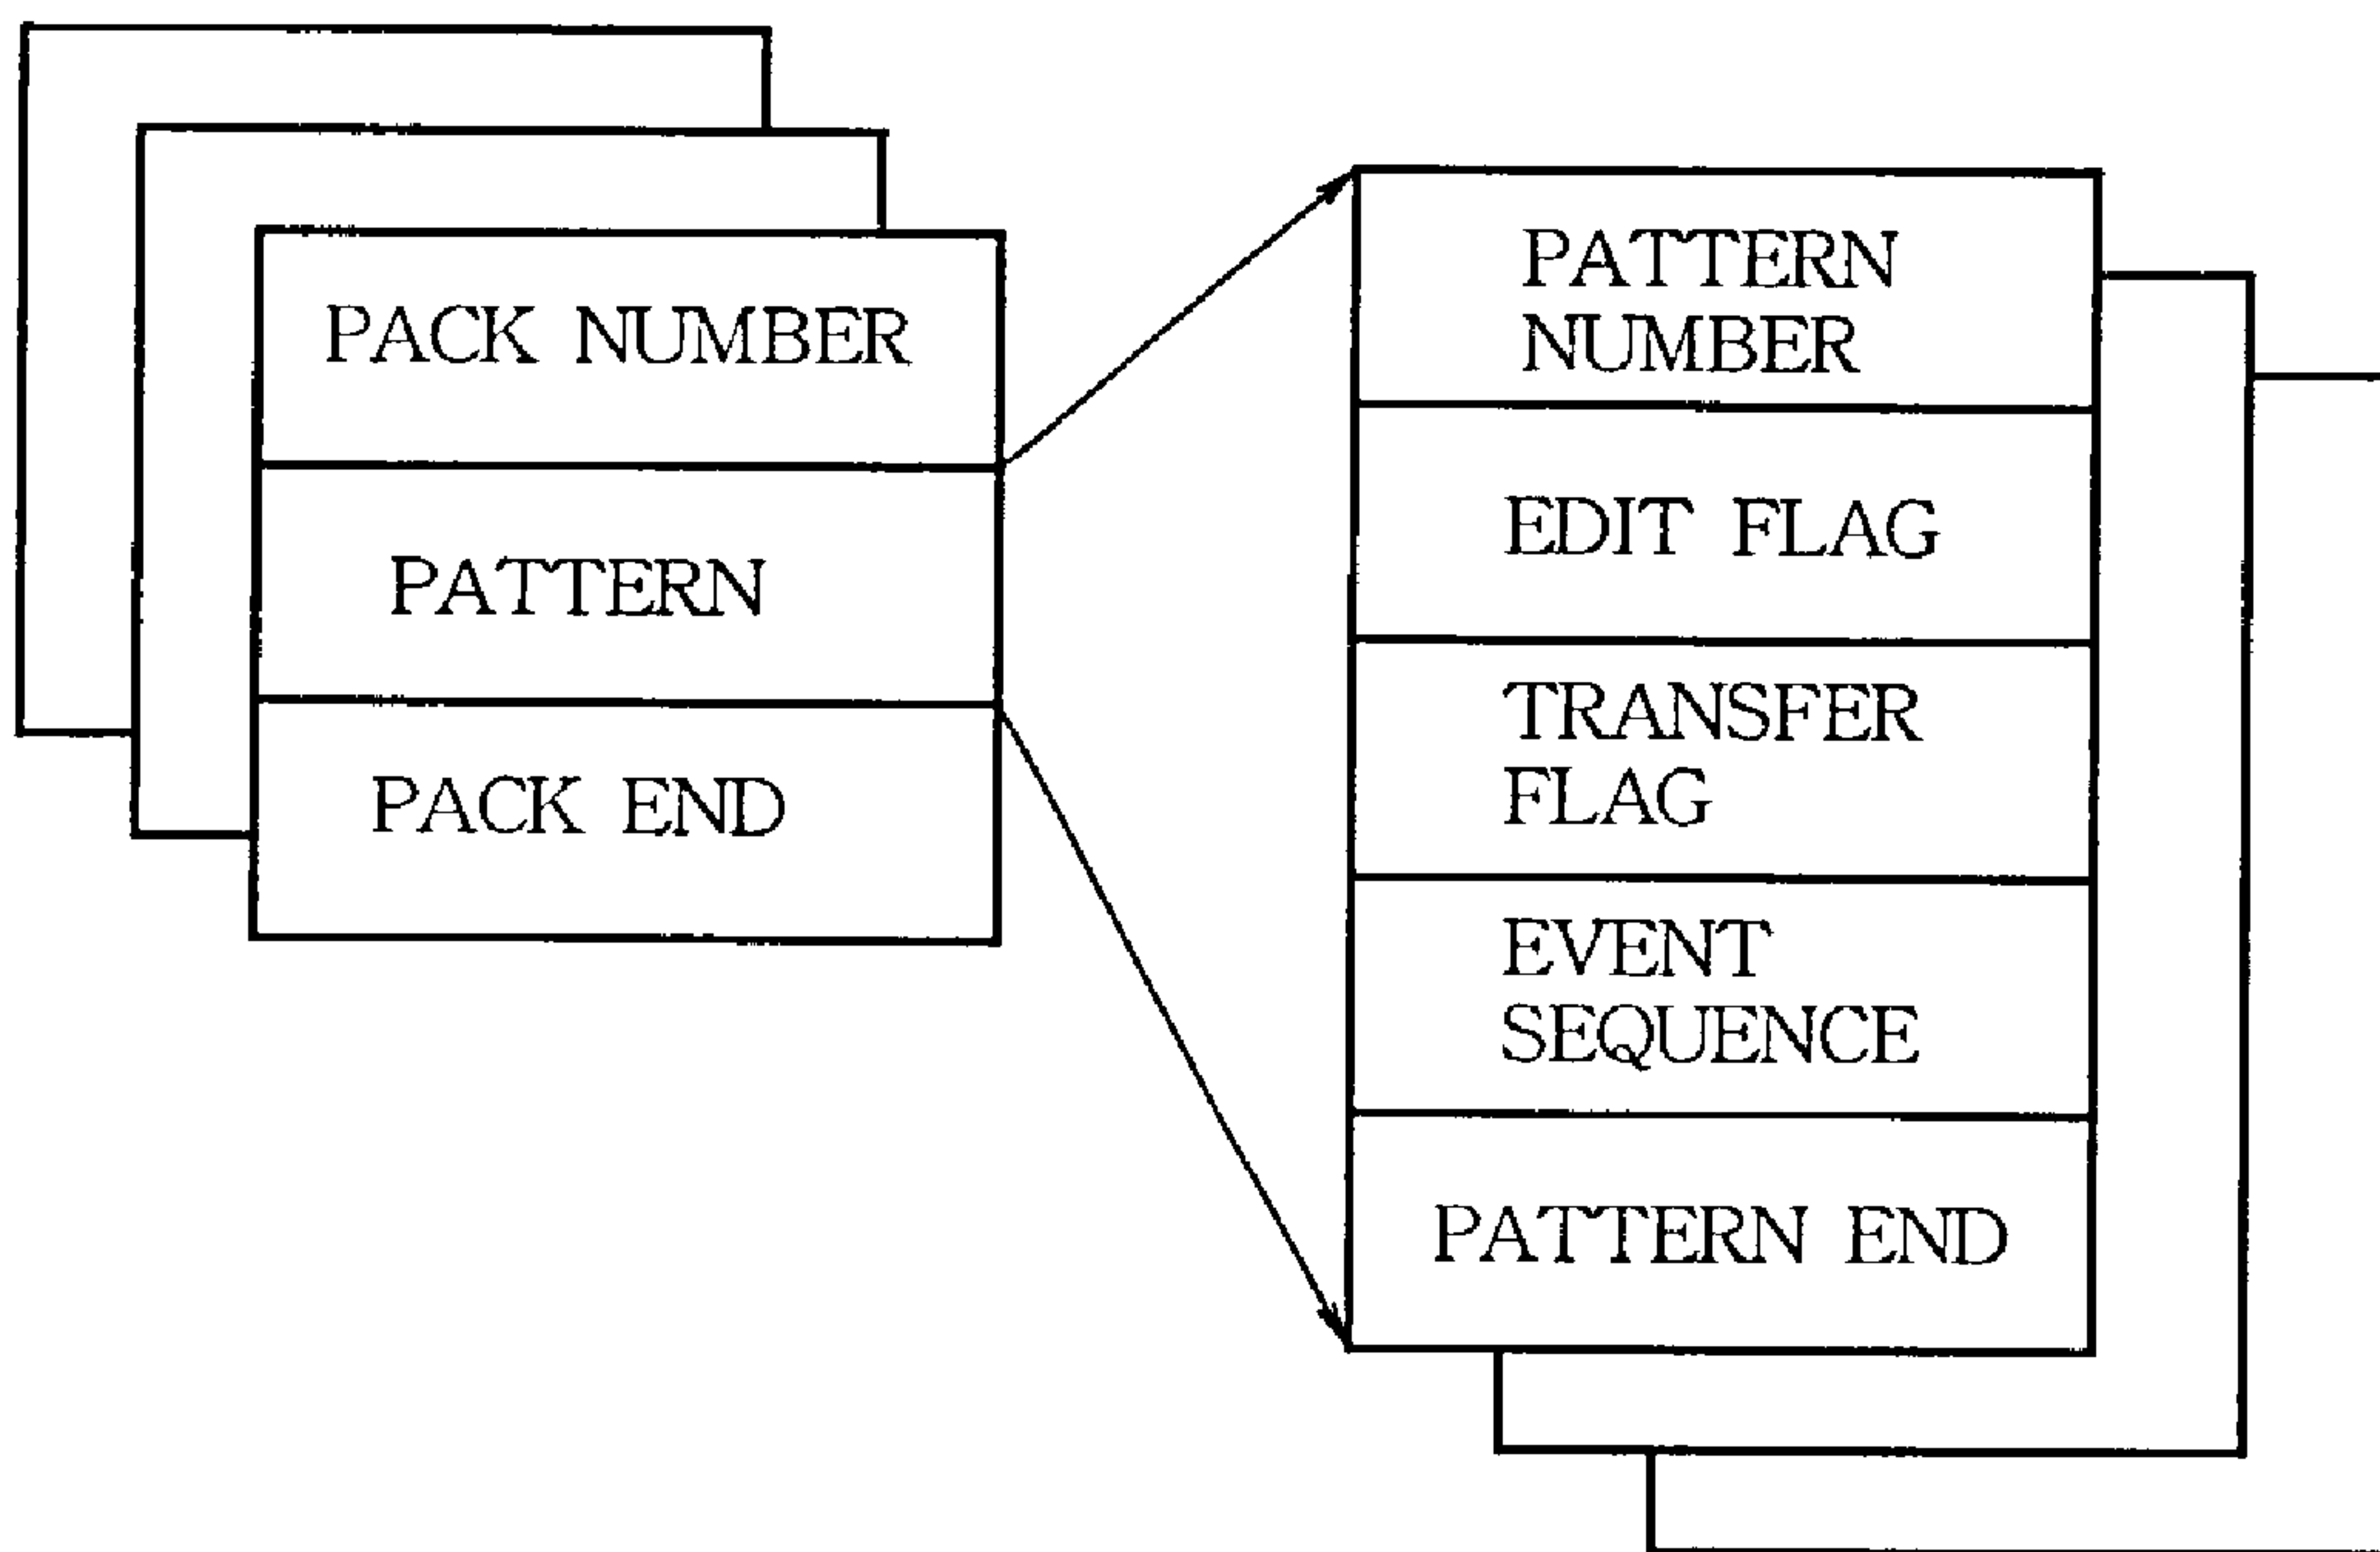 PACK NUMBER
PATTERN
PACK END
PATTERN
NUMBER
EDIT FLAG
TRANSFER
FLAG
EVENT
SEQUENCE
PATTERN END